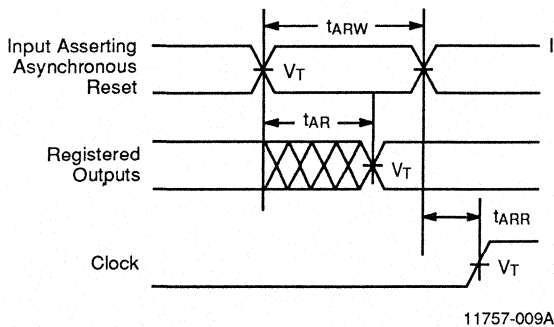 tARW
Input Asserting
Asynchronous
Reset
I
VT
tAR
Registered
Outputs
VT
tARR
Clock
VT
11757-009A